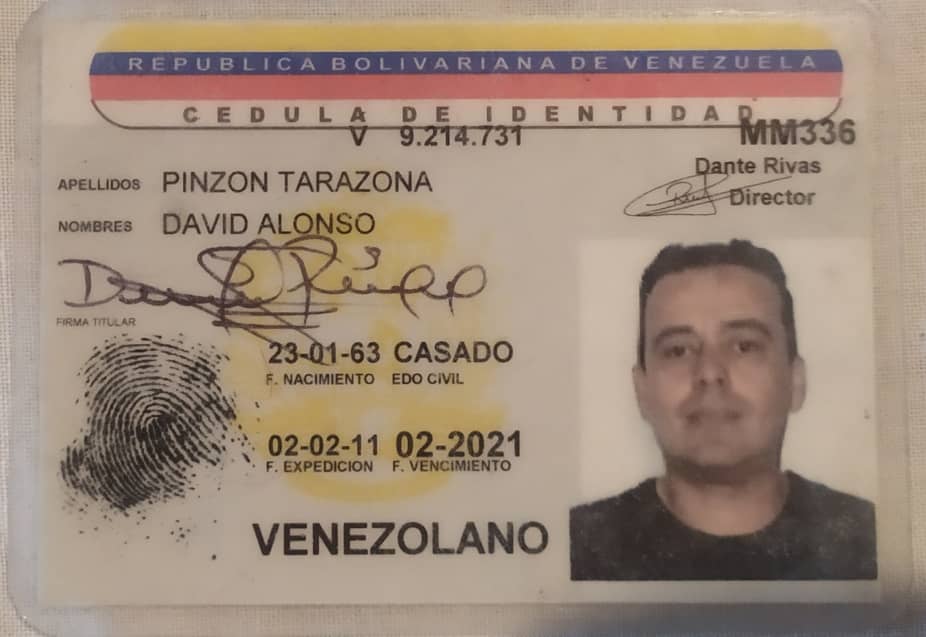 REPUBLICA BOLIVARIANA DE VENEZUELA
CEDULA DE IDENTIDAD
V 9.214.731
MM336
Dante Rivas
Director
APELLIDOS PINZON TARAZONA
NOMBRES DAVID ALONSO
FIRMA TITULAR
23-01-63 CASADO
F. NACIMIENTO EDO CIVIL
02-02-11 02-2021
F. EXPEDICION F. VENCIMIENTO
VENEZOLANO